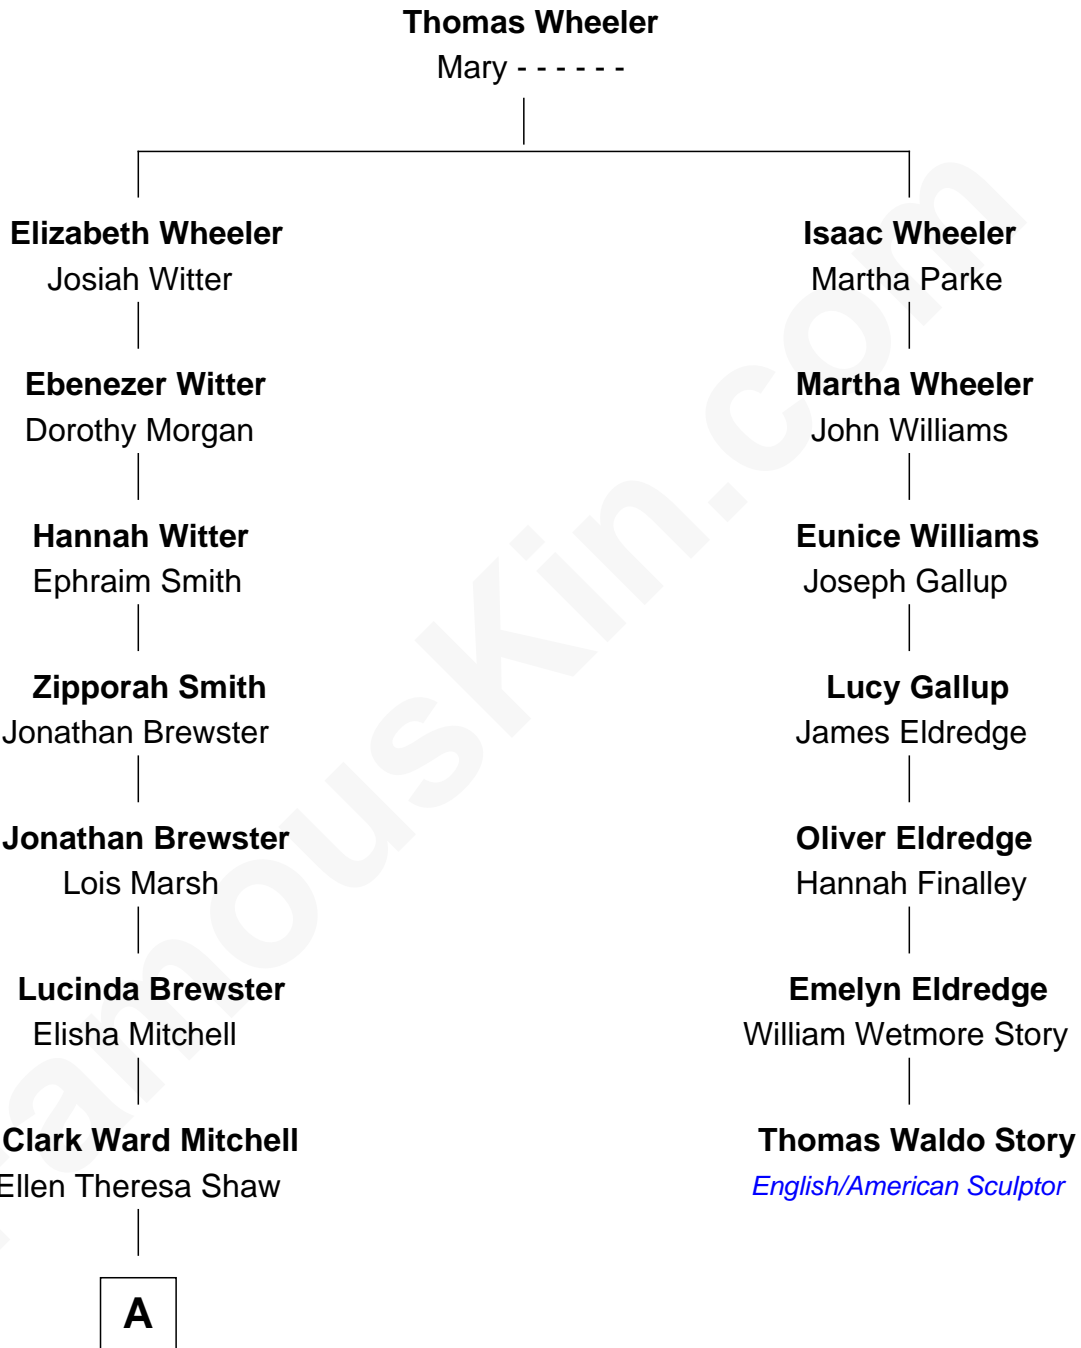 Thomas Wheeler
Mary - - - - - -
Elizabeth Wheeler
Josiah Witter
Isaac Wheeler
Martha Parke
Ebenezer Witter
Dorothy Morgan
Martha Wheeler
John Williams
Hannah Witter
Ephraim Smith
Eunice Williams
Joseph Gallup
Zipporah Smith
Jonathan Brewster
Lucy Gallup
James Eldredge
Jonathan Brewster
Lois Marsh
Oliver Eldredge
Hannah Finalley
Lucinda Brewster
Elisha Mitchell
Emelyn Eldredge
William Wetmore Story
Clark Ward Mitchell
Ellen Theresa Shaw
Thomas Waldo Story
English/American Sculptor
A
FamousKin.com